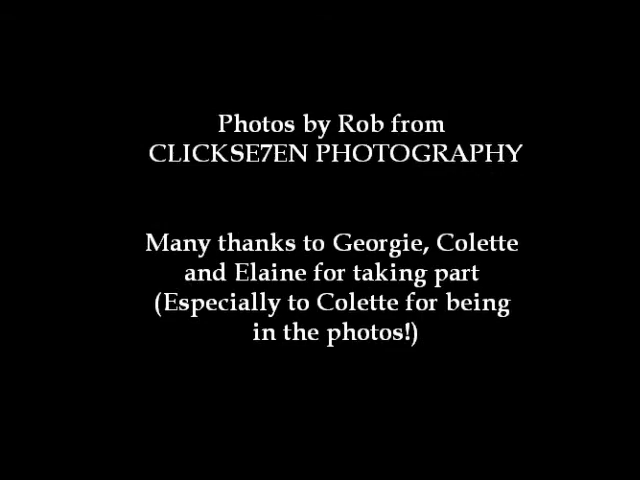 Photos by Rob from
CLICKSE7EN PHOTOGRAPHY
Many thanks to Georgie, Colette
and Elaine for taking part
(Especially to Colette for being
in the photos!)